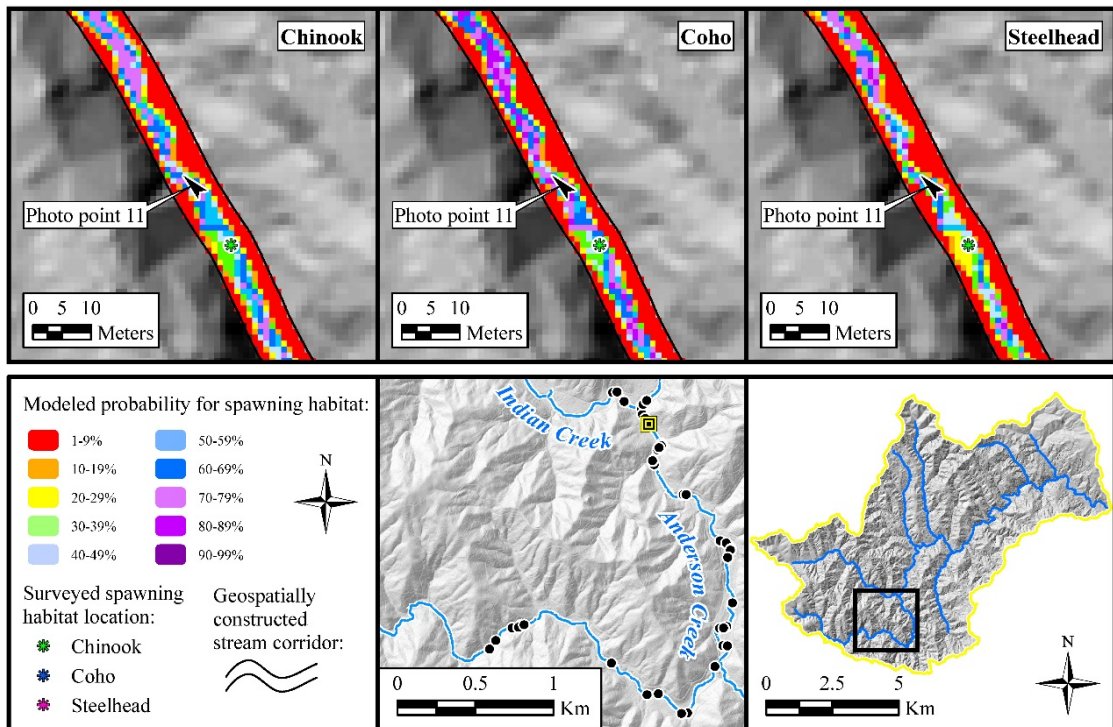 Chinook
Coho
Steelhead
Photo point 11
Photo point 11
Photo point 11
0 5 10
Meters
0 5 10
Meters
0 5 10
Meters
Modeled probability for spawning habitat:
1-9%
50-59%
10-19%
60-69%
20-29%
70-79%
30-39%
80-89%
40-49%
90-99%
N
Surveyed spawning
habitat location:
Chinook
Coho
Steelhead
Geospatially
constructed
stream corridor:
Indian Creek
Anderson Creek
0 0.5 1
Km
N
0 2.5 5
Km